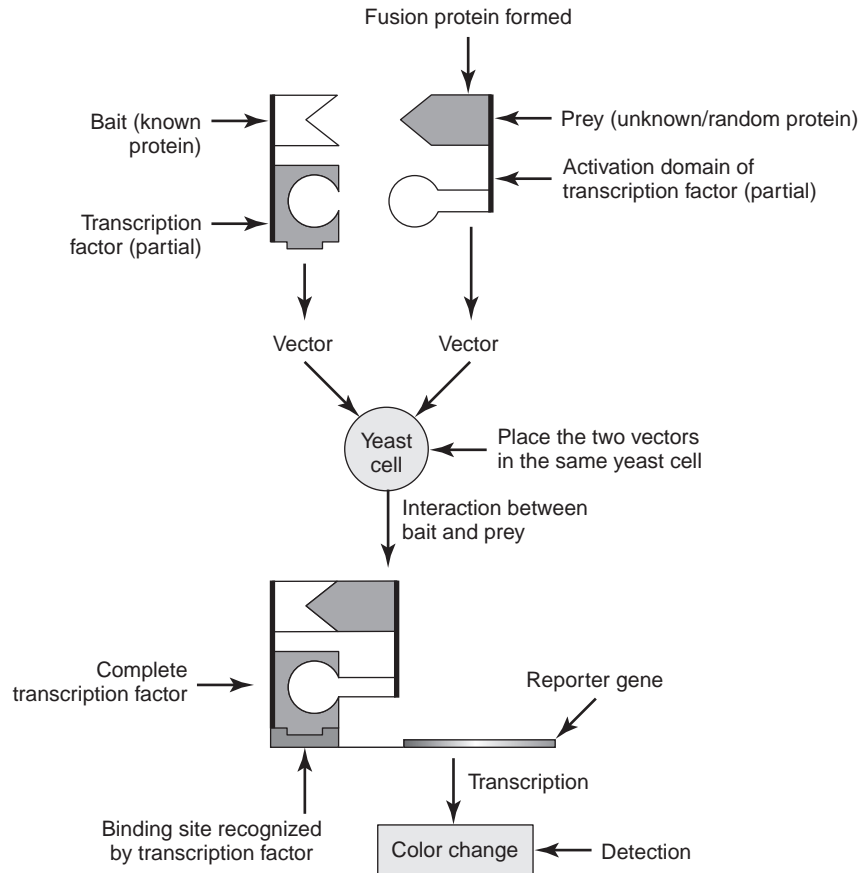 Fusion protein formed
Bait (known
protein)
Prey (unknown/random protein)
Activation domain of
transcription factor (partial)
Transcription
factor (partial)
Vector
Vector
Yeast
cell
Place the two vectors
in the same yeast cell
Interaction between
bait and prey
Complete
transcription factor
Reporter gene
Transcription
Binding site recognized
by transcription factor
Color change
Detection